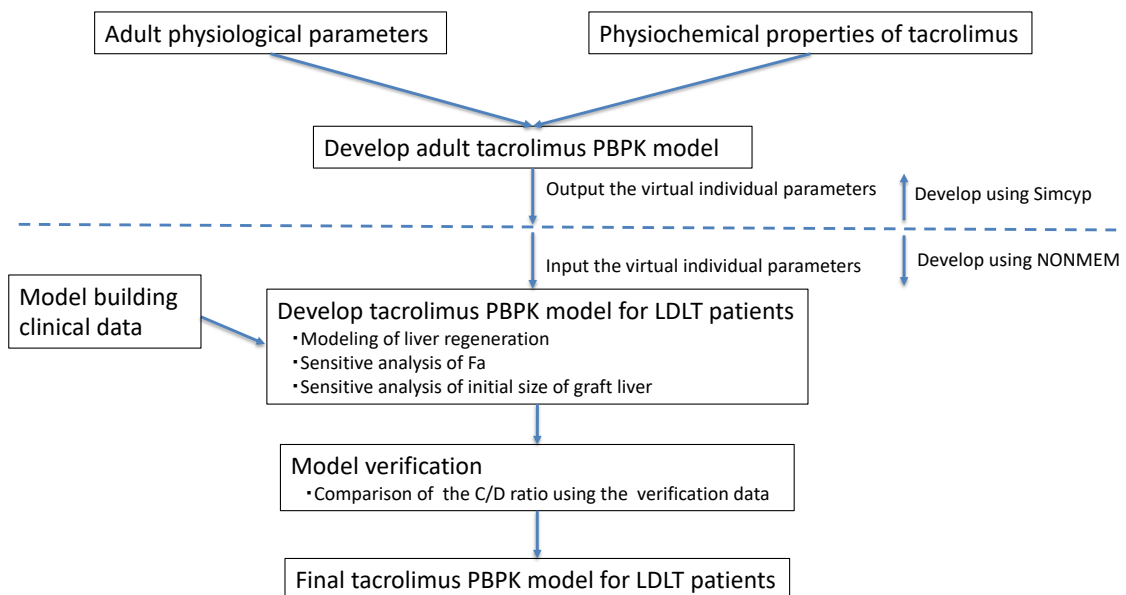 Adult physiological parameters
Physiochemical properties of tacrolimus
Develop adult tacrolimus PBPK model
Output the virtual individual parameters
Develop using Simcyp
Input the virtual individual parameters
Develop using NONMEM
Model building
clinical data
Develop tacrolimus PBPK model for LDLT patients
・Modeling of liver regeneration
・Sensitive analysis of Fa
・Sensitive analysis of initial size of graft liver
Model verification
・Comparison of the C/D ratio using the verification data
Final tacrolimus PBPK model for LDLT patients